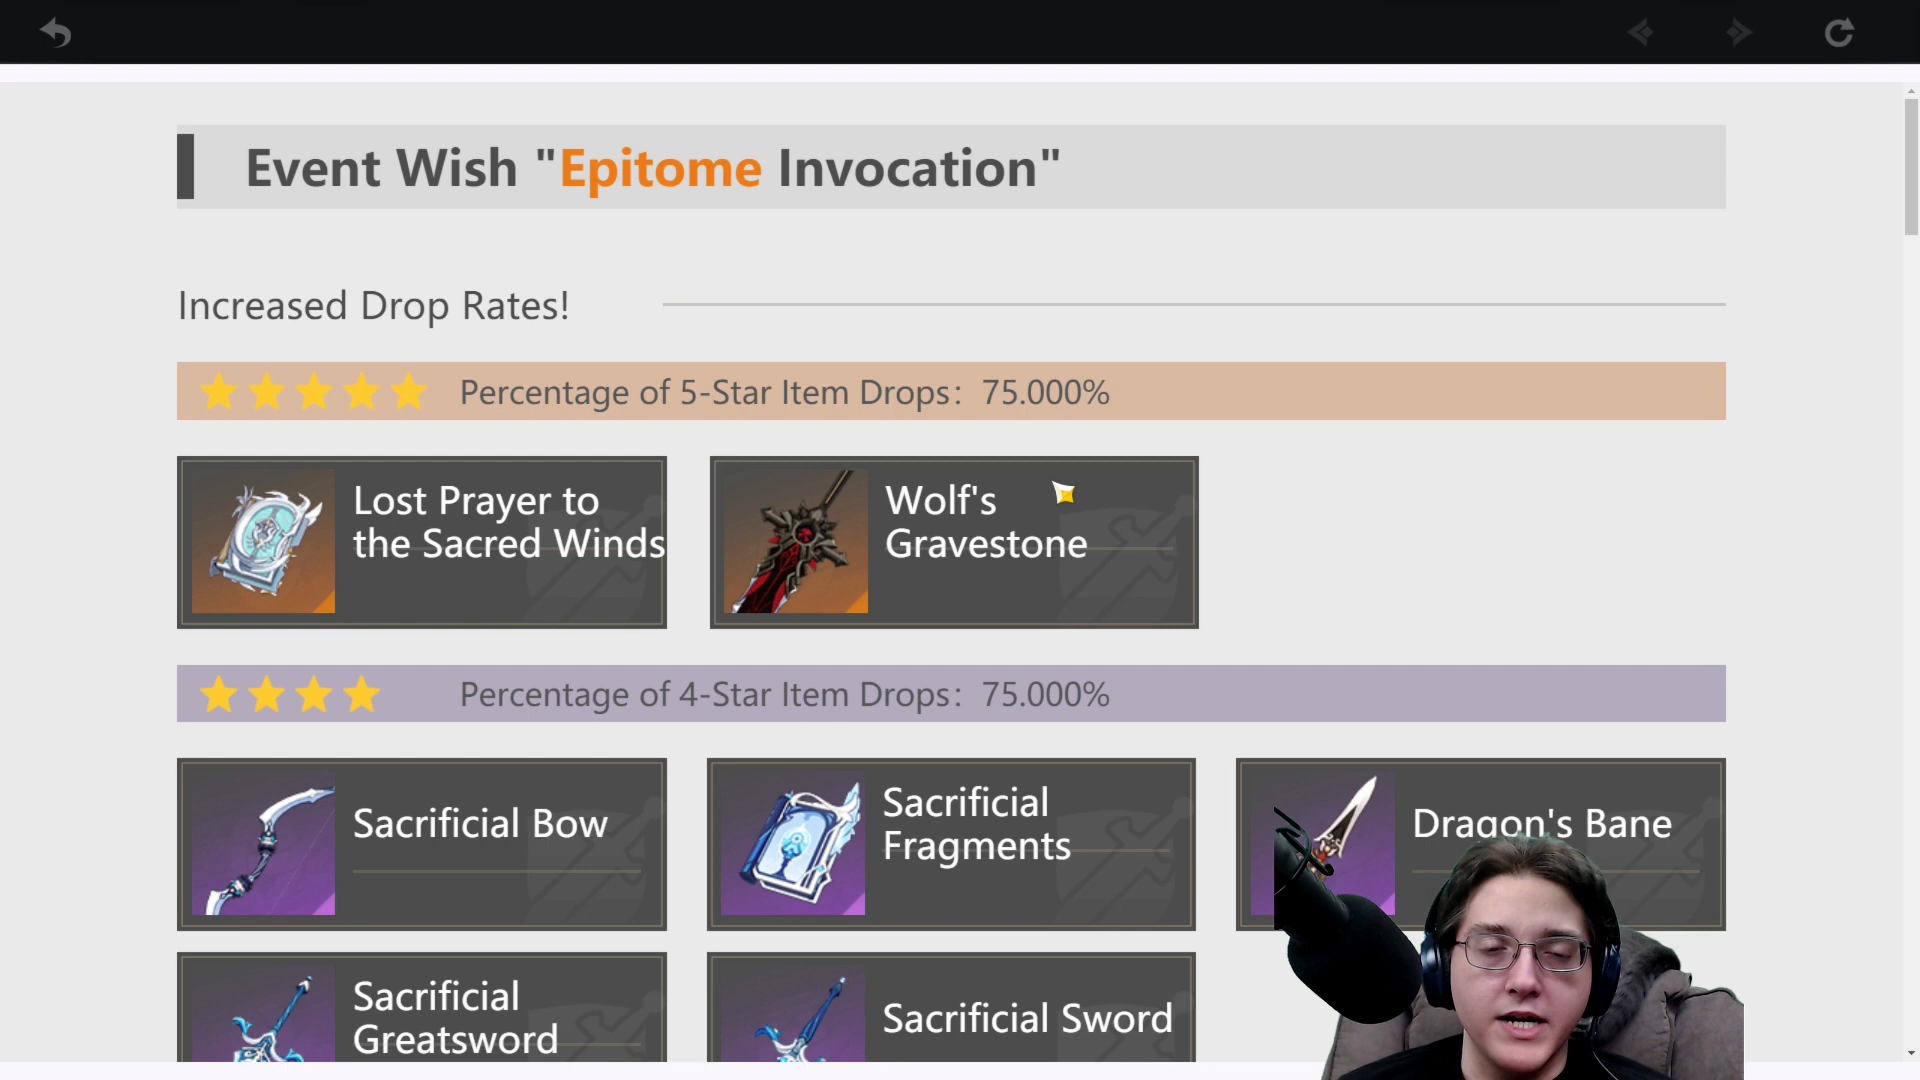 Event Wish "Epitome Invocation"
Increased Drop Rates!
Percentage of 5-Star Item Drops: 75.000%
Lost Prayer to
the Sacred Winds
Wolf's
Gravestone
Percentage of 4-Star Item Drops: 75.000%
Sacrificial Bow
Sacrificial
Fragments
Dragon's Bane
Sacrificial
Greatsword
Sacrificial Sword